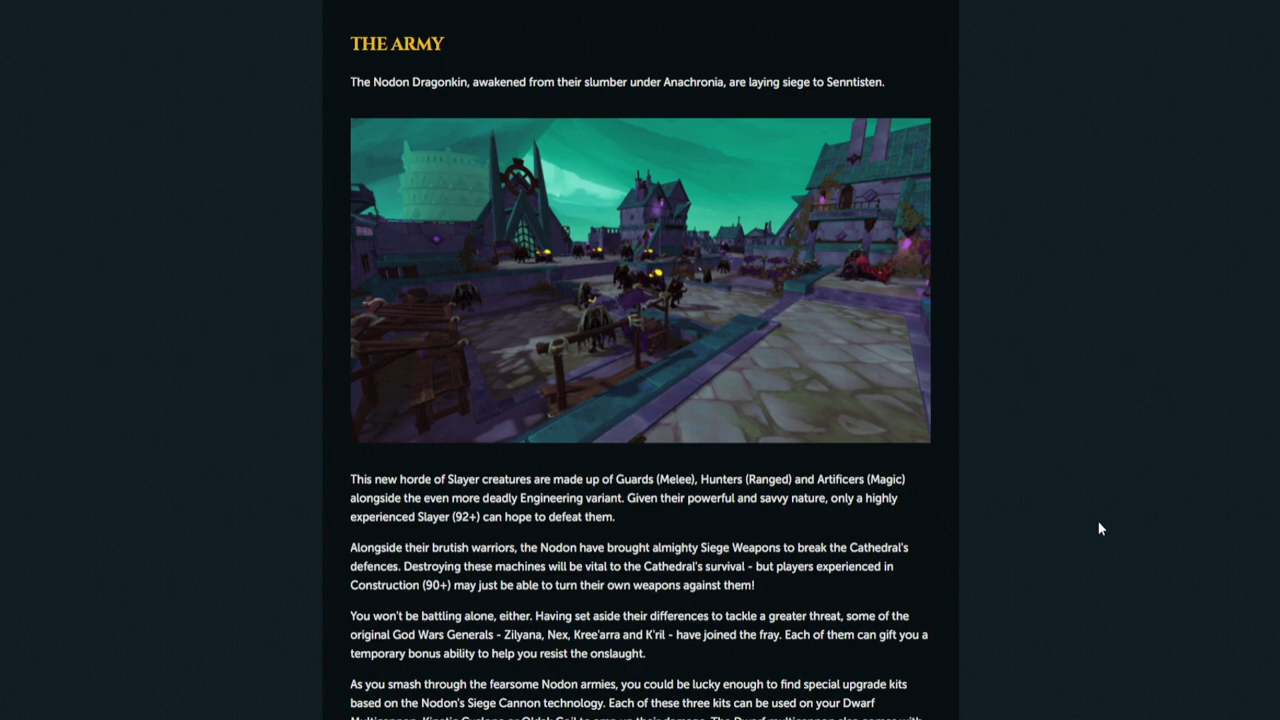 THE ARMY
The Nodon Dragonkin, awakened from their slumber under Anachronia, are laying siege to Senntisten.
This new horde of Slayer creatures are made up of Guards (Melee), Hunters (Ranged) and Artificers (Magic)
alongside the even more deadly Engineering variant. Given their powerful and savvy nature, only a highly
experienced Slayer (92+) can hope to defeat them.
Alongside their brutish warriors, the Nodon have brought almighty Siege Weapons to break the Cathedral's
defences. Destroying these machines will be vital to the Cathedral's survival - but players experienced in
Construction (90+) may just be able to turn their own weapons against them!
You won't be battling alone, either. Having set aside their differences to tackle a greater threat, some of the
original God Wars Generals - Zilyana, Nex, Kree'arra and K'ril - have joined the fray. Each of them can gift you a
temporary bonus ability to help you resist the onslaught.
As you smash through the fearsome Nodon armies, you could be lucky enough to find special upgrade kits
based on the Nodon's Siege Cannon technology. Each of these three kits can be used on your Dwarf